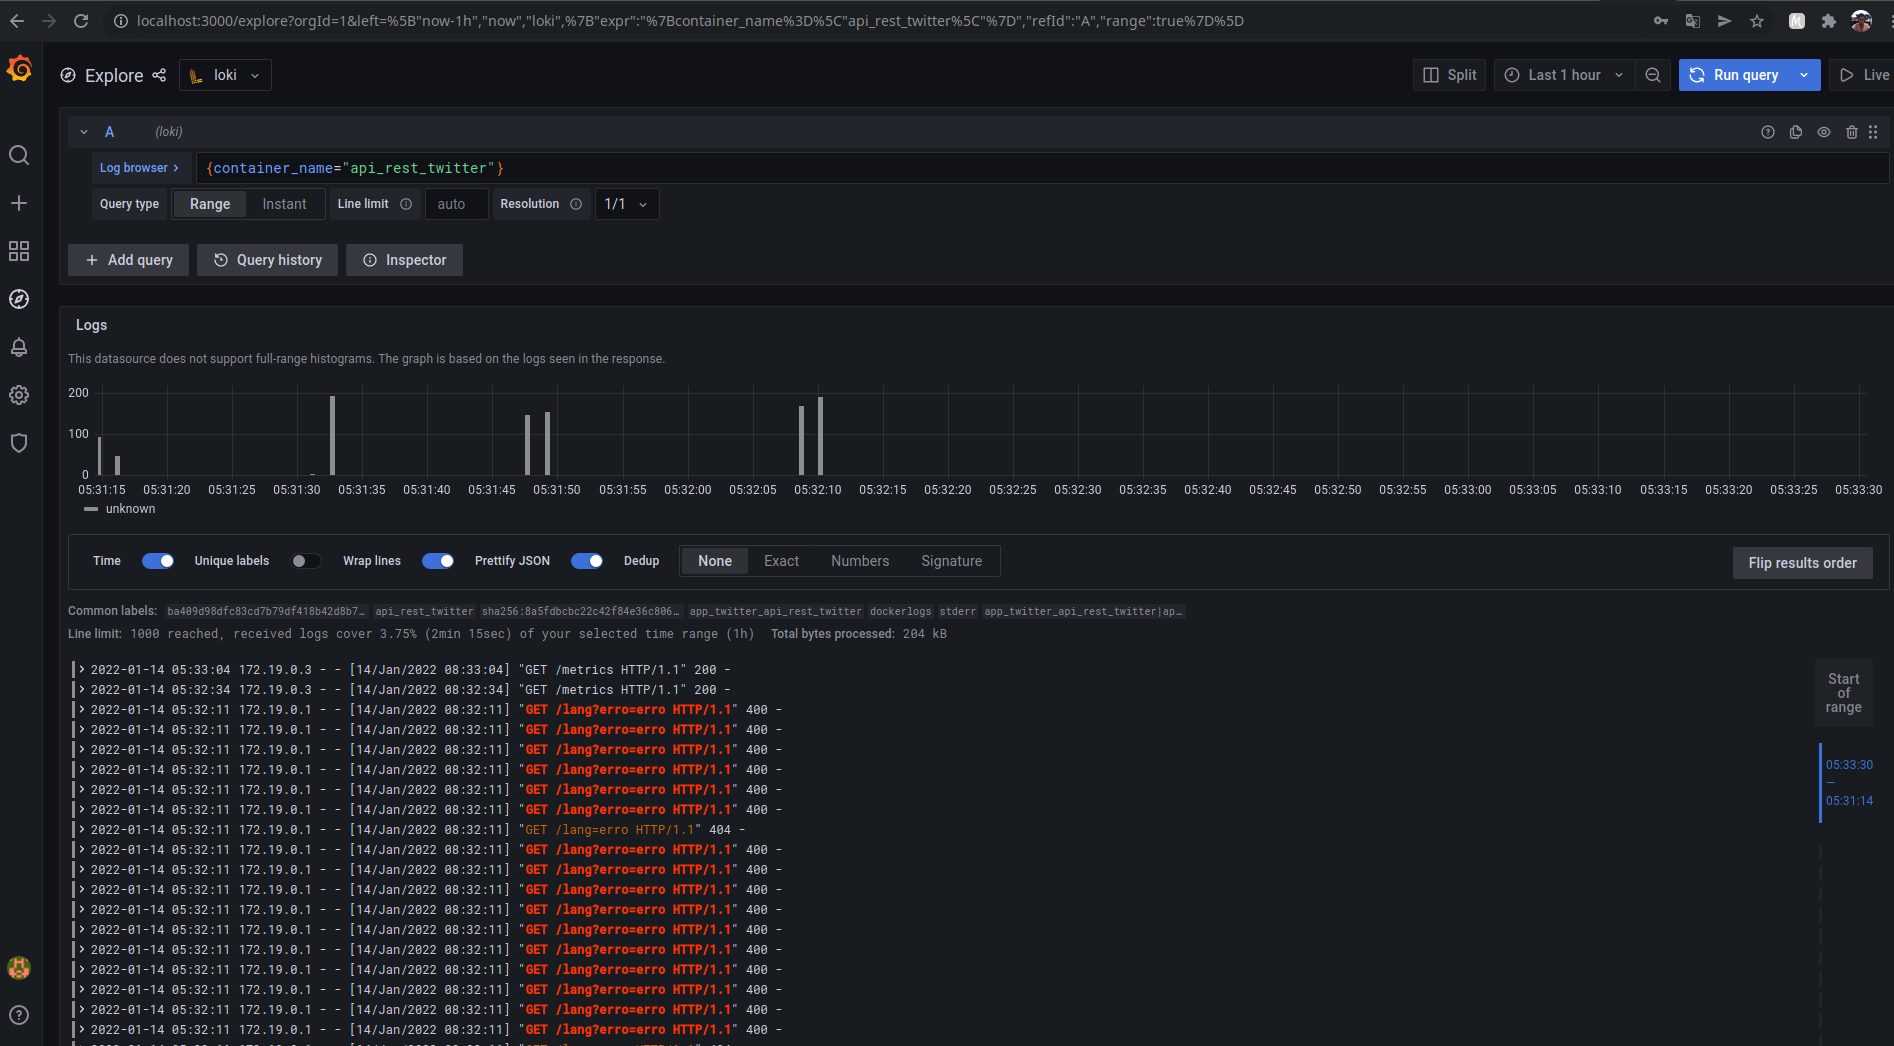 localhost:3000/explore?orgId=1&left=%5B"now-1h","now","loki",%7B"expr":"%7Bcontainer_name%3D%5C"api_rest_twitter%5C"%7D","refId":"A","range":true%7D%5D
Explore loki Split Last 1 hour Run query Live
A (loki)
Log browser > {container_name="api_rest_twitter"}
Query type Range Instant Line limit auto Resolution 1/1
+ Add query Query history Inspector
Logs
This datasource does not support full-range histograms. The graph is based on the logs seen in the response.
200
100
0
05:31:15 05:31:20 05:31:25 05:31:30 05:31:35 05:31:40 05:31:45 05:31:50 05:31:55 05:32:00 05:32:05 05:32:10 05:32:15 05:32:20 05:32:25 05:32:30 05:32:35 05:32:40 05:32:45 05:32:50 05:32:55 05:33:00 05:33:05 05:33:10 05:33:15 05:33:20 05:33:25 05:33:30
unknown
Time Unique labels Wrap lines Prettify JSON Dedup None Exact Numbers Signature Flip results order
Common labels: ba409d98dfc83cd7b79df418b42d8b7… api_rest_twitter sha256:8a5fdbcbc22c42f84e36c806… app_twitter_api_rest_twitter dockerlogs stderr app_twitter_api_rest_twitter|ap…
Line limit: 1000 reached, received logs cover 3.75% (2min 15sec) of your selected time range (1h) Total bytes processed: 204 kB
> 2022-01-14 05:33:04 172.19.0.3 - - [14/Jan/2022 08:33:04] "GET /metrics HTTP/1.1" 200 -
> 2022-01-14 05:32:34 172.19.0.3 - - [14/Jan/2022 08:32:34] "GET /metrics HTTP/1.1" 200 -
> 2022-01-14 05:32:11 172.19.0.1 - - [14/Jan/2022 08:32:11] "GET /lang?erro=erro HTTP/1.1" 400 -
> 2022-01-14 05:32:11 172.19.0.1 - - [14/Jan/2022 08:32:11] "GET /lang?erro=erro HTTP/1.1" 400 -
> 2022-01-14 05:32:11 172.19.0.1 - - [14/Jan/2022 08:32:11] "GET /lang?erro=erro HTTP/1.1" 400 -
> 2022-01-14 05:32:11 172.19.0.1 - - [14/Jan/2022 08:32:11] "GET /lang?erro=erro HTTP/1.1" 400 -
> 2022-01-14 05:32:11 172.19.0.1 - - [14/Jan/2022 08:32:11] "GET /lang?erro=erro HTTP/1.1" 400 -
> 2022-01-14 05:32:11 172.19.0.1 - - [14/Jan/2022 08:32:11] "GET /lang?erro=erro HTTP/1.1" 400 -
> 2022-01-14 05:32:11 172.19.0.1 - - [14/Jan/2022 08:32:11] "GET /lang=erro HTTP/1.1" 404 -
> 2022-01-14 05:32:11 172.19.0.1 - - [14/Jan/2022 08:32:11] "GET /lang?erro=erro HTTP/1.1" 400 -
> 2022-01-14 05:32:11 172.19.0.1 - - [14/Jan/2022 08:32:11] "GET /lang?erro=erro HTTP/1.1" 400 -
> 2022-01-14 05:32:11 172.19.0.1 - - [14/Jan/2022 08:32:11] "GET /lang?erro=erro HTTP/1.1" 400 -
> 2022-01-14 05:32:11 172.19.0.1 - - [14/Jan/2022 08:32:11] "GET /lang?erro=erro HTTP/1.1" 400 -
> 2022-01-14 05:32:11 172.19.0.1 - - [14/Jan/2022 08:32:11] "GET /lang?erro=erro HTTP/1.1" 400 -
> 2022-01-14 05:32:11 172.19.0.1 - - [14/Jan/2022 08:32:11] "GET /lang?erro=erro HTTP/1.1" 400 -
> 2022-01-14 05:32:11 172.19.0.1 - - [14/Jan/2022 08:32:11] "GET /lang?erro=erro HTTP/1.1" 400 -
> 2022-01-14 05:32:11 172.19.0.1 - - [14/Jan/2022 08:32:11] "GET /lang?erro=erro HTTP/1.1" 400 -
> 2022-01-14 05:32:11 172.19.0.1 - - [14/Jan/2022 08:32:11] "GET /lang?erro=erro HTTP/1.1" 400 -
> 2022-01-14 05:32:11 172.19.0.1 - - [14/Jan/2022 08:32:11] "GET /lang?erro=erro HTTP/1.1" 400 -
Start
of
range
05:33:30
—
05:31:14